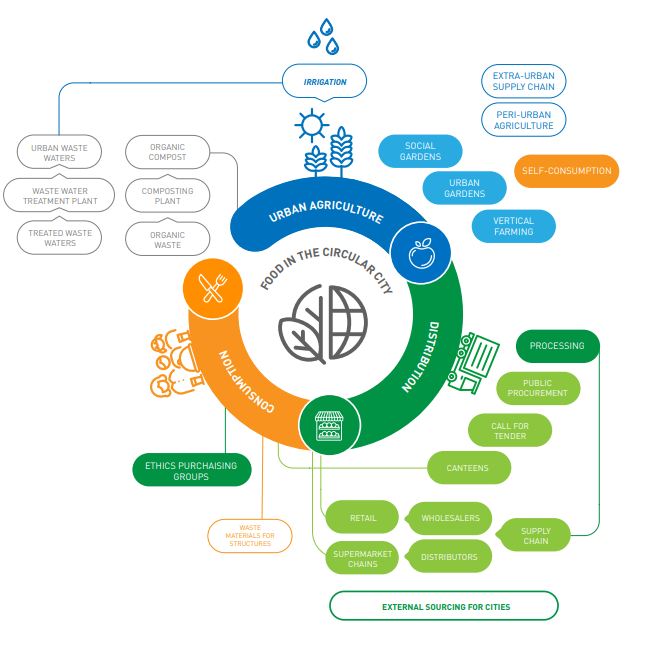 IRRIGATION
EXTRA-URBAN
SUPPLY CHAIN
PERI-URBAN
AGRICULTURE
URBAN WASTE
WATERS
ORGANIC
COMPOST
SOCIAL
GARDENS
SELF-CONSUMPTION
WASTE WATER
TREATMENT PLANT
COMPOSTING
PLANT
URBAN
GARDENS
TREATED WASTE
WATERS
ORGANIC
WASTE
VERTICAL
FARMING
URBAN AGRICULTURE
FOOD IN THE CIRCULAR CITY
DISTRIBUTION
CONSUMPTION
PROCESSING
PUBLIC
PROCUREMENT
CALL FOR
TENDER
CANTEENS
ETHICS PURCHAISING
GROUPS
WASTE
MATERIALS FOR
STRUCTURES
RETAIL
WHOLESALERS
SUPPLY
CHAIN
SUPERMARKET
CHAINS
DISTRIBUTORS
EXTERNAL SOURCING FOR CITIES